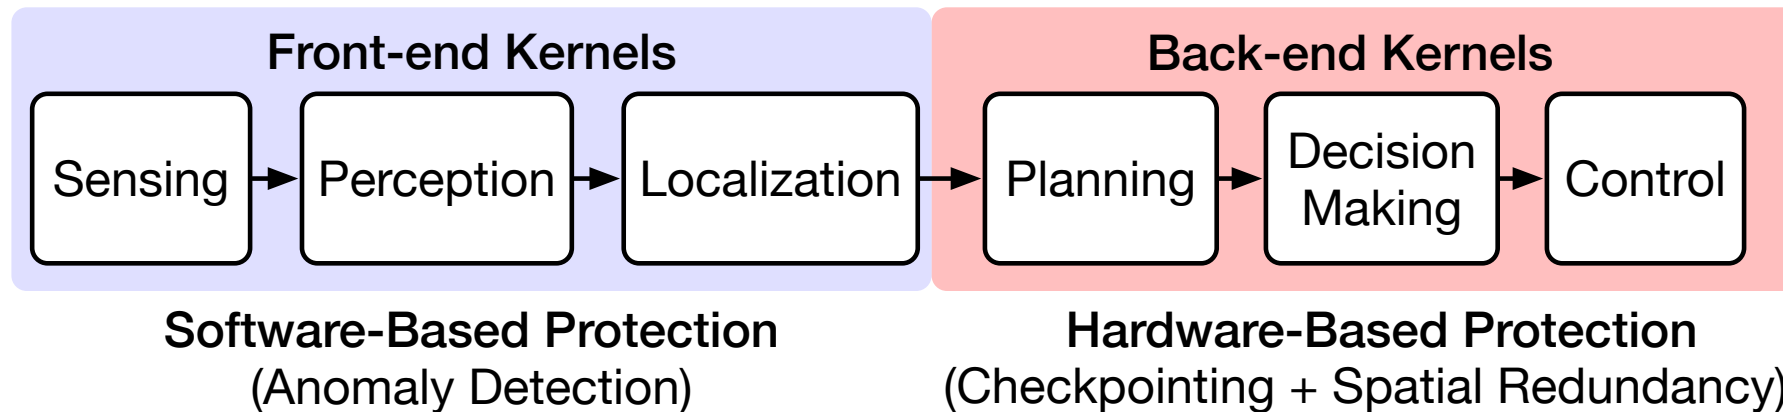 Front-end Kernels
Sensing
Perception
Localization
Software-Based Protection
(Anomaly Detection)
Back-end Kernels
Planning
Decision
Making
Control
Hardware-Based Protection
(Checkpointing + Spatial Redundancy)